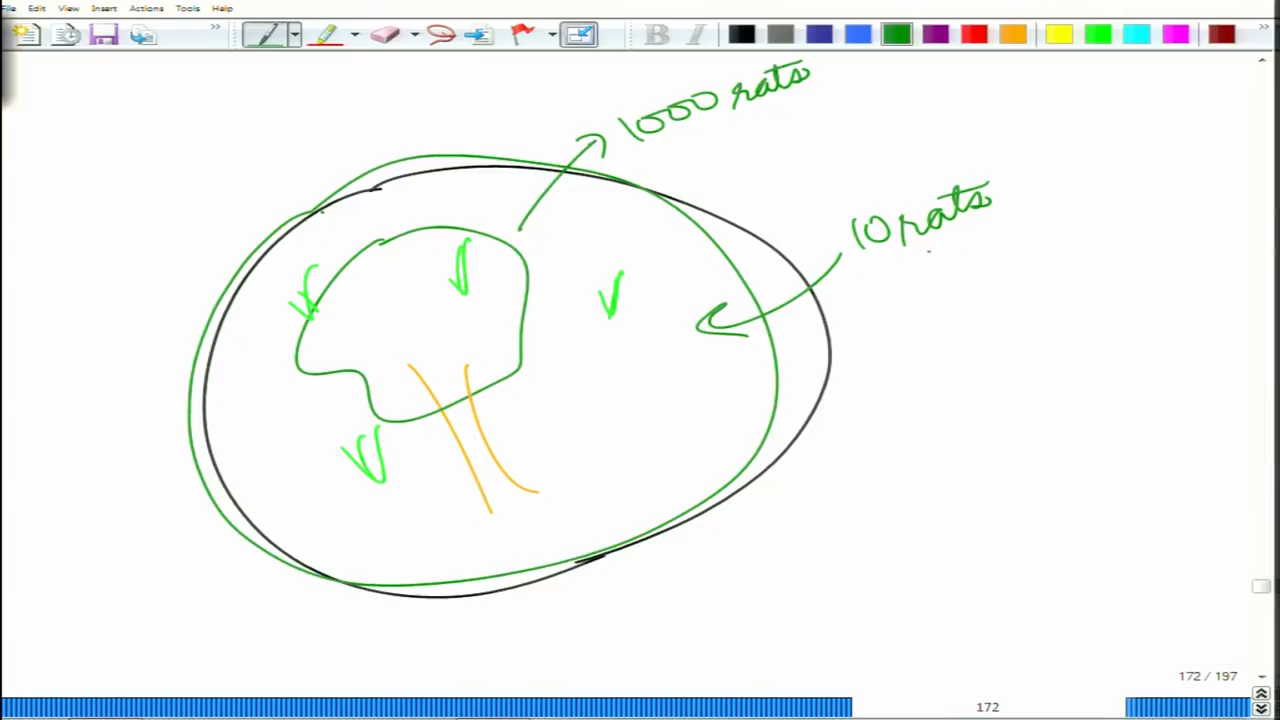 File Edit View Insert Actions Tools Help
B I
1000 rats
10 rats
172 / 197
172